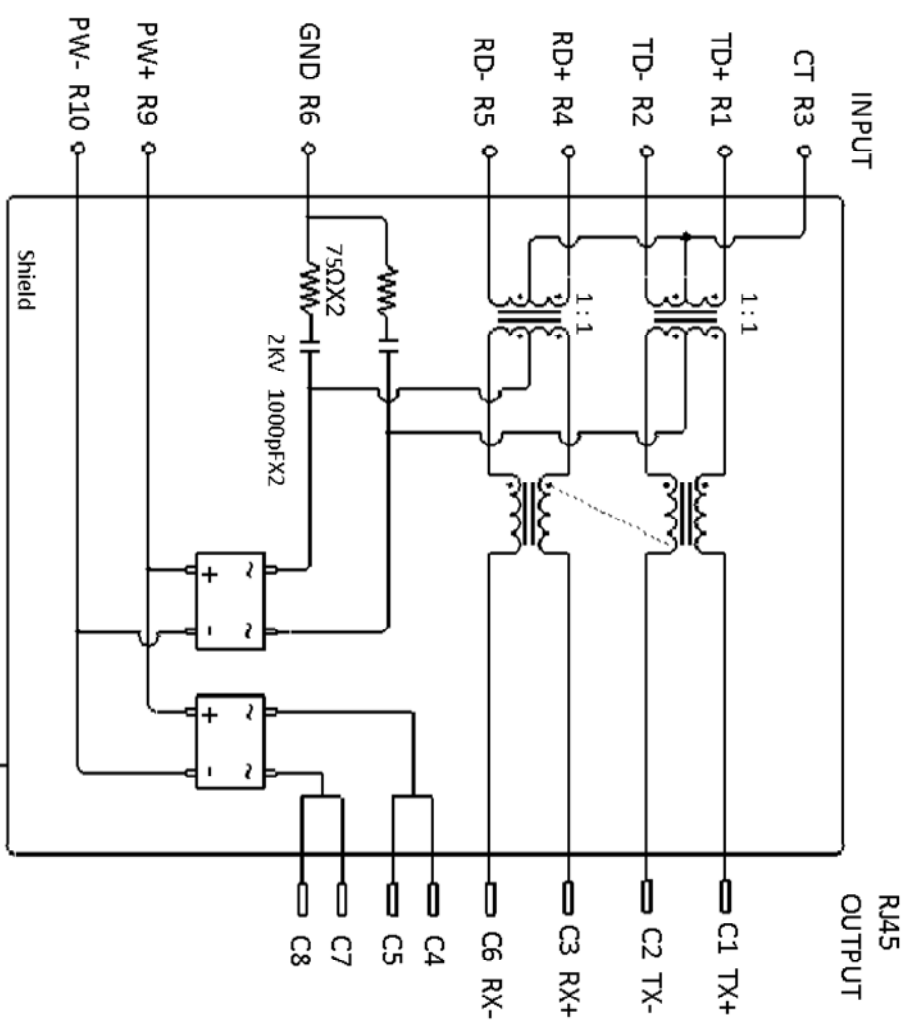 INPUT
RJ45
OUTPUT
CT R3
TD+ R1
1:1
C1 TX+
TD- R2
C2 TX-
RD+ R4
1:1
C3 RX+
RD- R5
C6 RX-
C4
C5
GND R6
75ΩX2
2KV 1000pFX2
C7
C8
+ ~
- ~
+ ~
- ~
PW+ R9
PW- R10
Shield